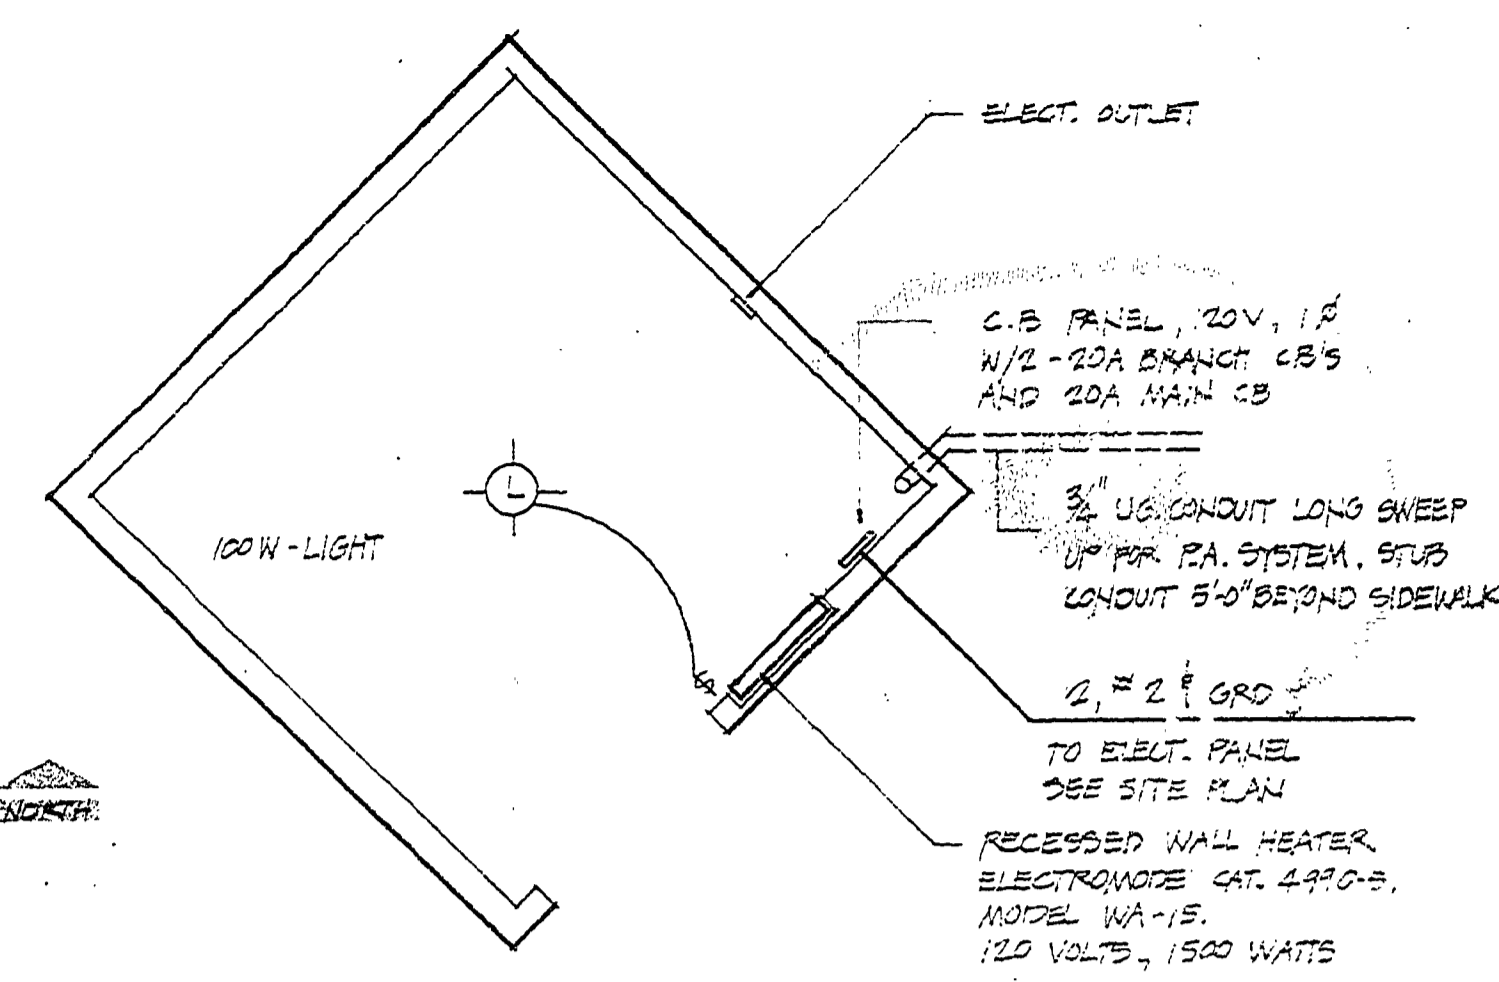 ELECT. OUTLET
C.B PANEL, 120V, 1Ø
W/2-20A BRANCH CB'S
AND 20A MAIN CB
L
3/4" UG. CONDUIT LONG SWEEP
UP FOR P.A. SYSTEM. STUB
CONDUIT 5'-0" BEYOND SIDEWALK
100W-LIGHT
S
2, #2 & GRD
TO ELECT. PANEL
SEE SITE PLAN
NORTH
RECESSED WALL HEATER
ELECTROMODE CAT.
MODEL WA-15.
120 VOLTS, 1500 WATTS